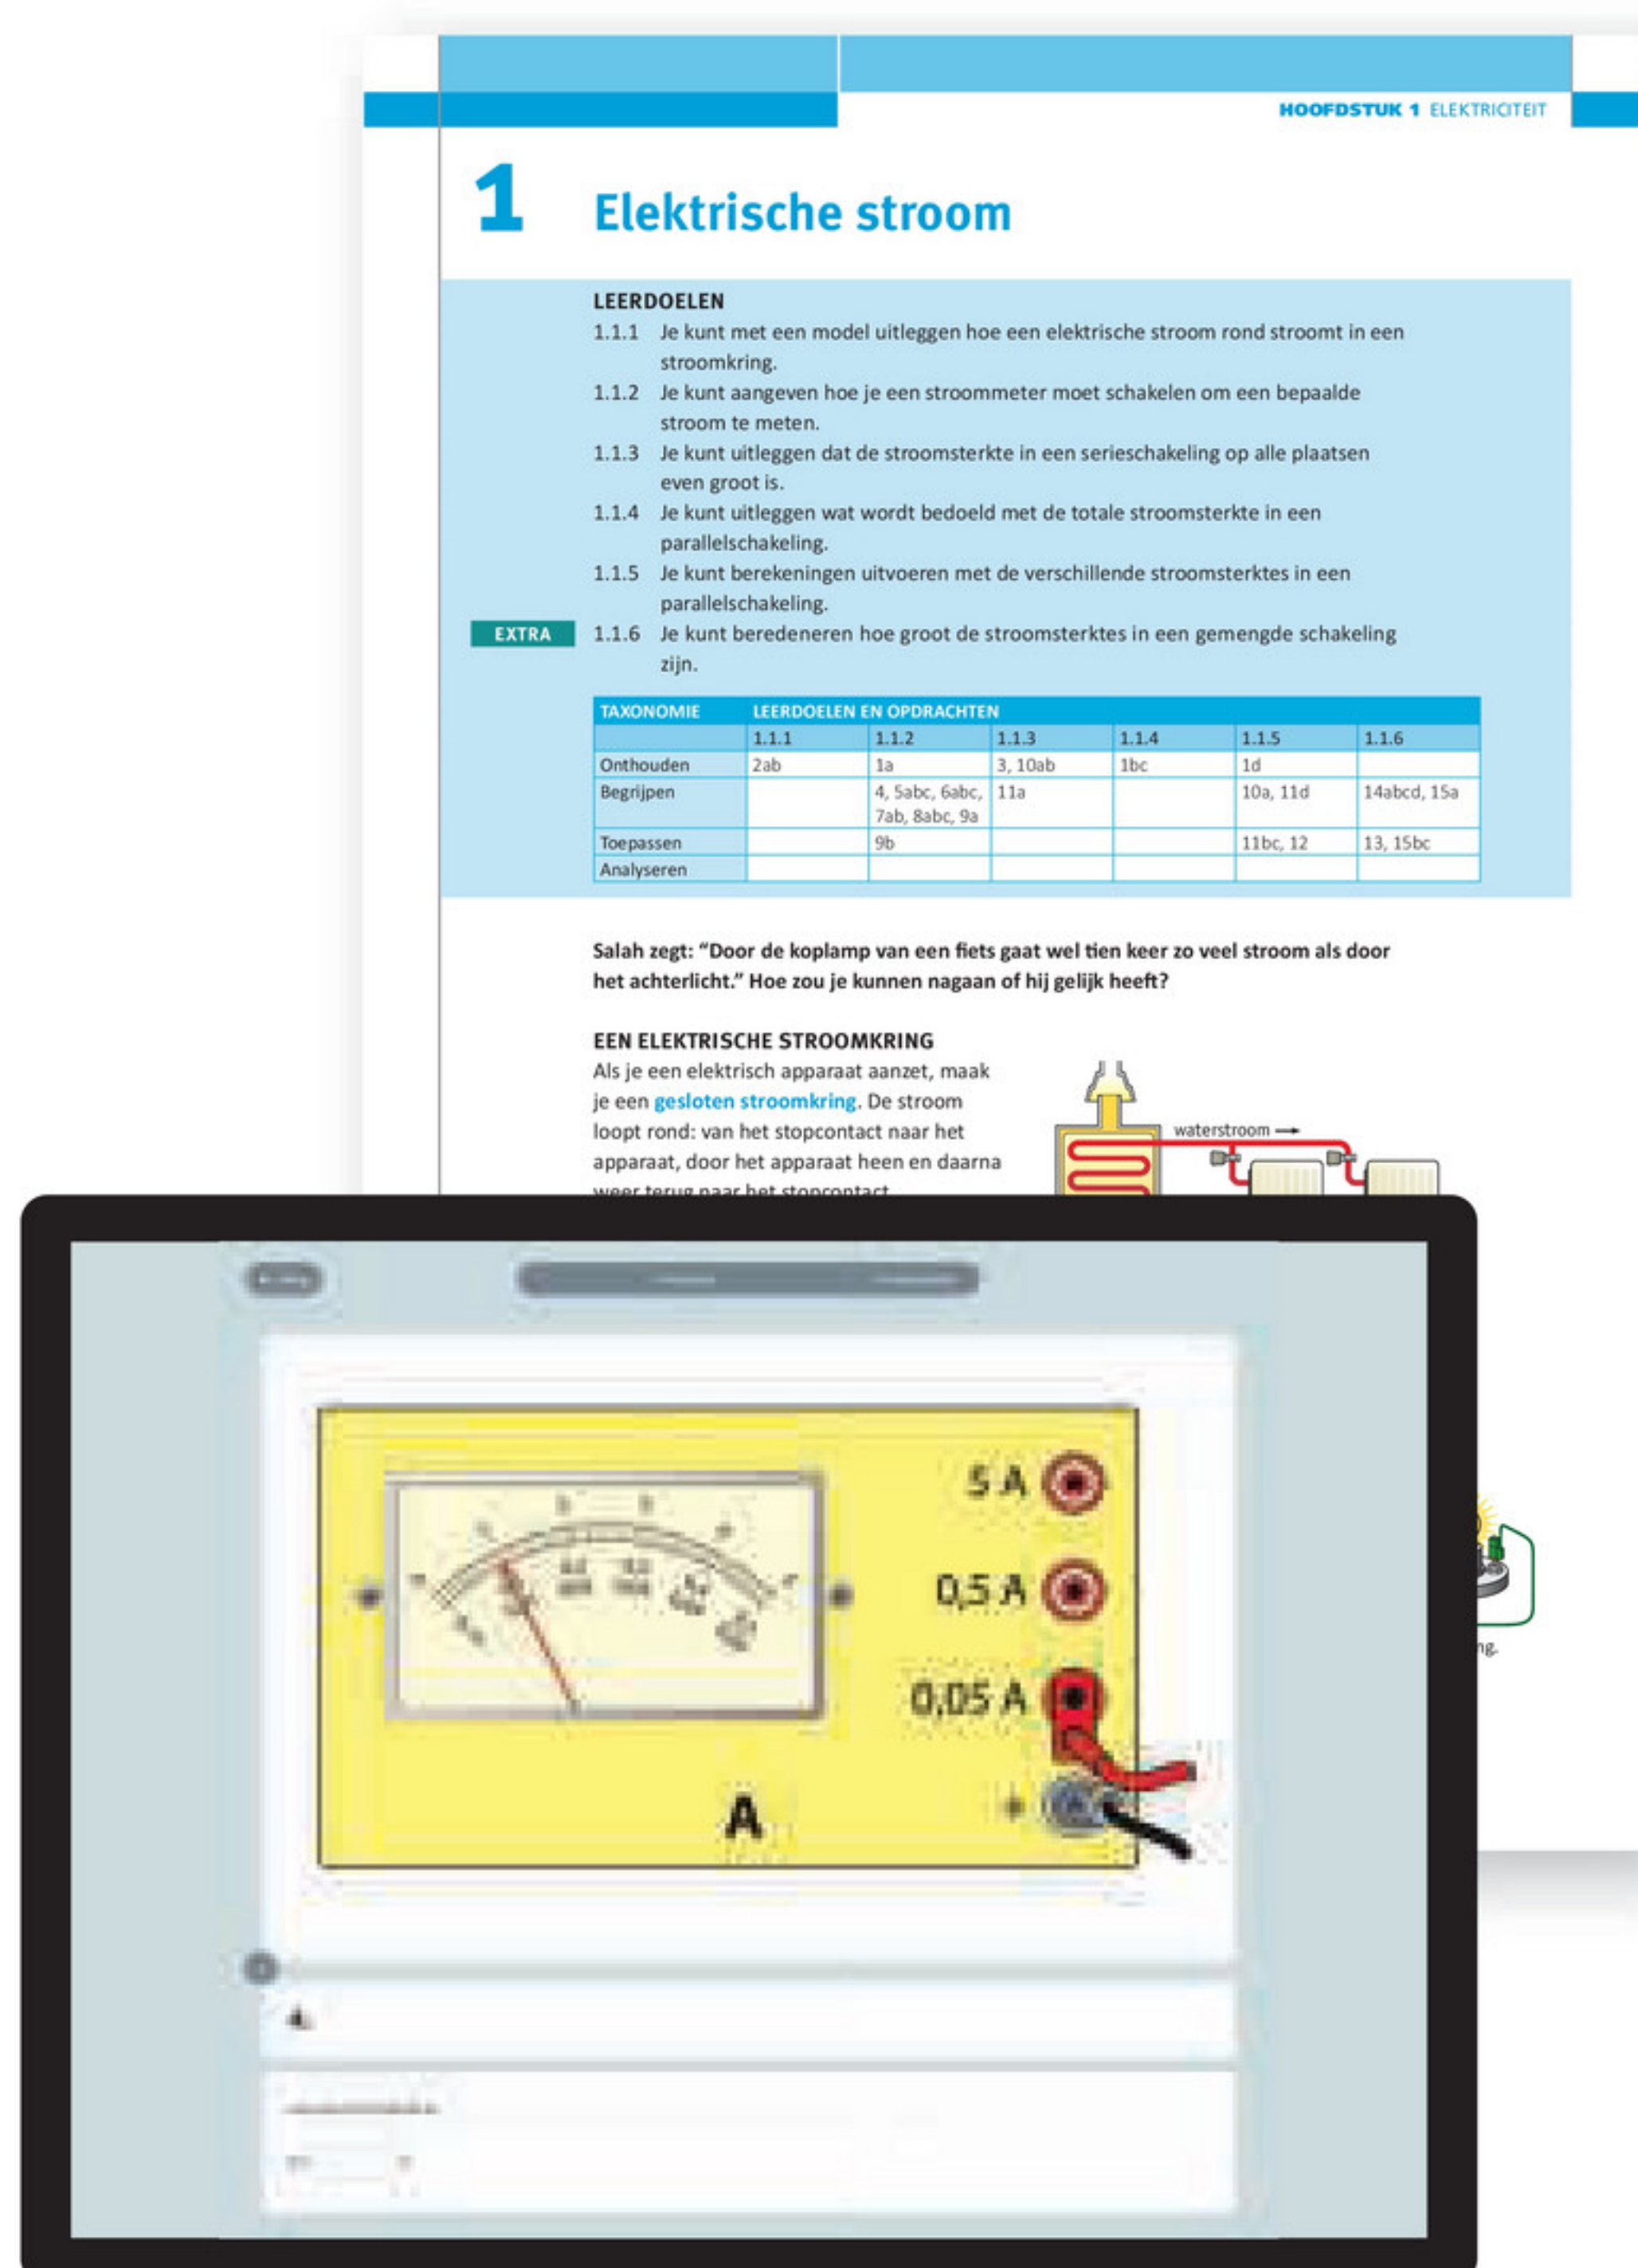 HOOFDSTUK 1 ELEKTRICITEIT
1 Elektrische stroom
LEERDOELEN
1.1.1 Je kunt met een model uitleggen hoe een elektrische stroom rond stroomt in een
stroomkring.
1.1.2 Je kunt aangeven hoe je een stroommeter moet schakelen om een bepaalde
stroom te meten.
1.1.3 Je kunt uitleggen dat de stroomsterkte in een serieschakeling op alle plaatsen
even groot is.
1.1.4 Je kunt uitleggen wat wordt bedoeld met de totale stroomsterkte in een
parallelschakeling.
1.1.5 Je kunt berekeningen uitvoeren met de verschillende stroomsterktes in een
parallelschakeling.
EXTRA 1.1.6 Je kunt beredeneren hoe groot de stroomsterktes in een gemengde schakeling
zijn.
TAXONOMIE LEERDOELEN EN OPDRACHTEN
1.1.1 1.1.2 1.1.3 1.1.4 1.1.5 1.1.6
Onthouden 2ab 1a 3, 10ab 1bc 1d
Begrijpen 4, 5abc, 6abc, 11a 10a, 11d 14abcd, 15a
7ab, 8abc, 9a
Toepassen 9b 11bc, 12 13, 15bc
Analyseren
Salah zegt: “Door de koplamp van een fiets gaat wel tien keer zo veel stroom als door
het achterlicht.” Hoe zou je kunnen nagaan of hij gelijk heeft?
EEN ELEKTRISCHE STROOMKRING
Als je een elektrisch apparaat aanzet, maak
je een gesloten stroomkring. De stroom
loopt rond: van het stopcontact naar het
apparaat, door het apparaat heen en daarna
weer terug naar het stopcontact
waterstroom
5 A
0,5 A
0,05 A
A
ng.